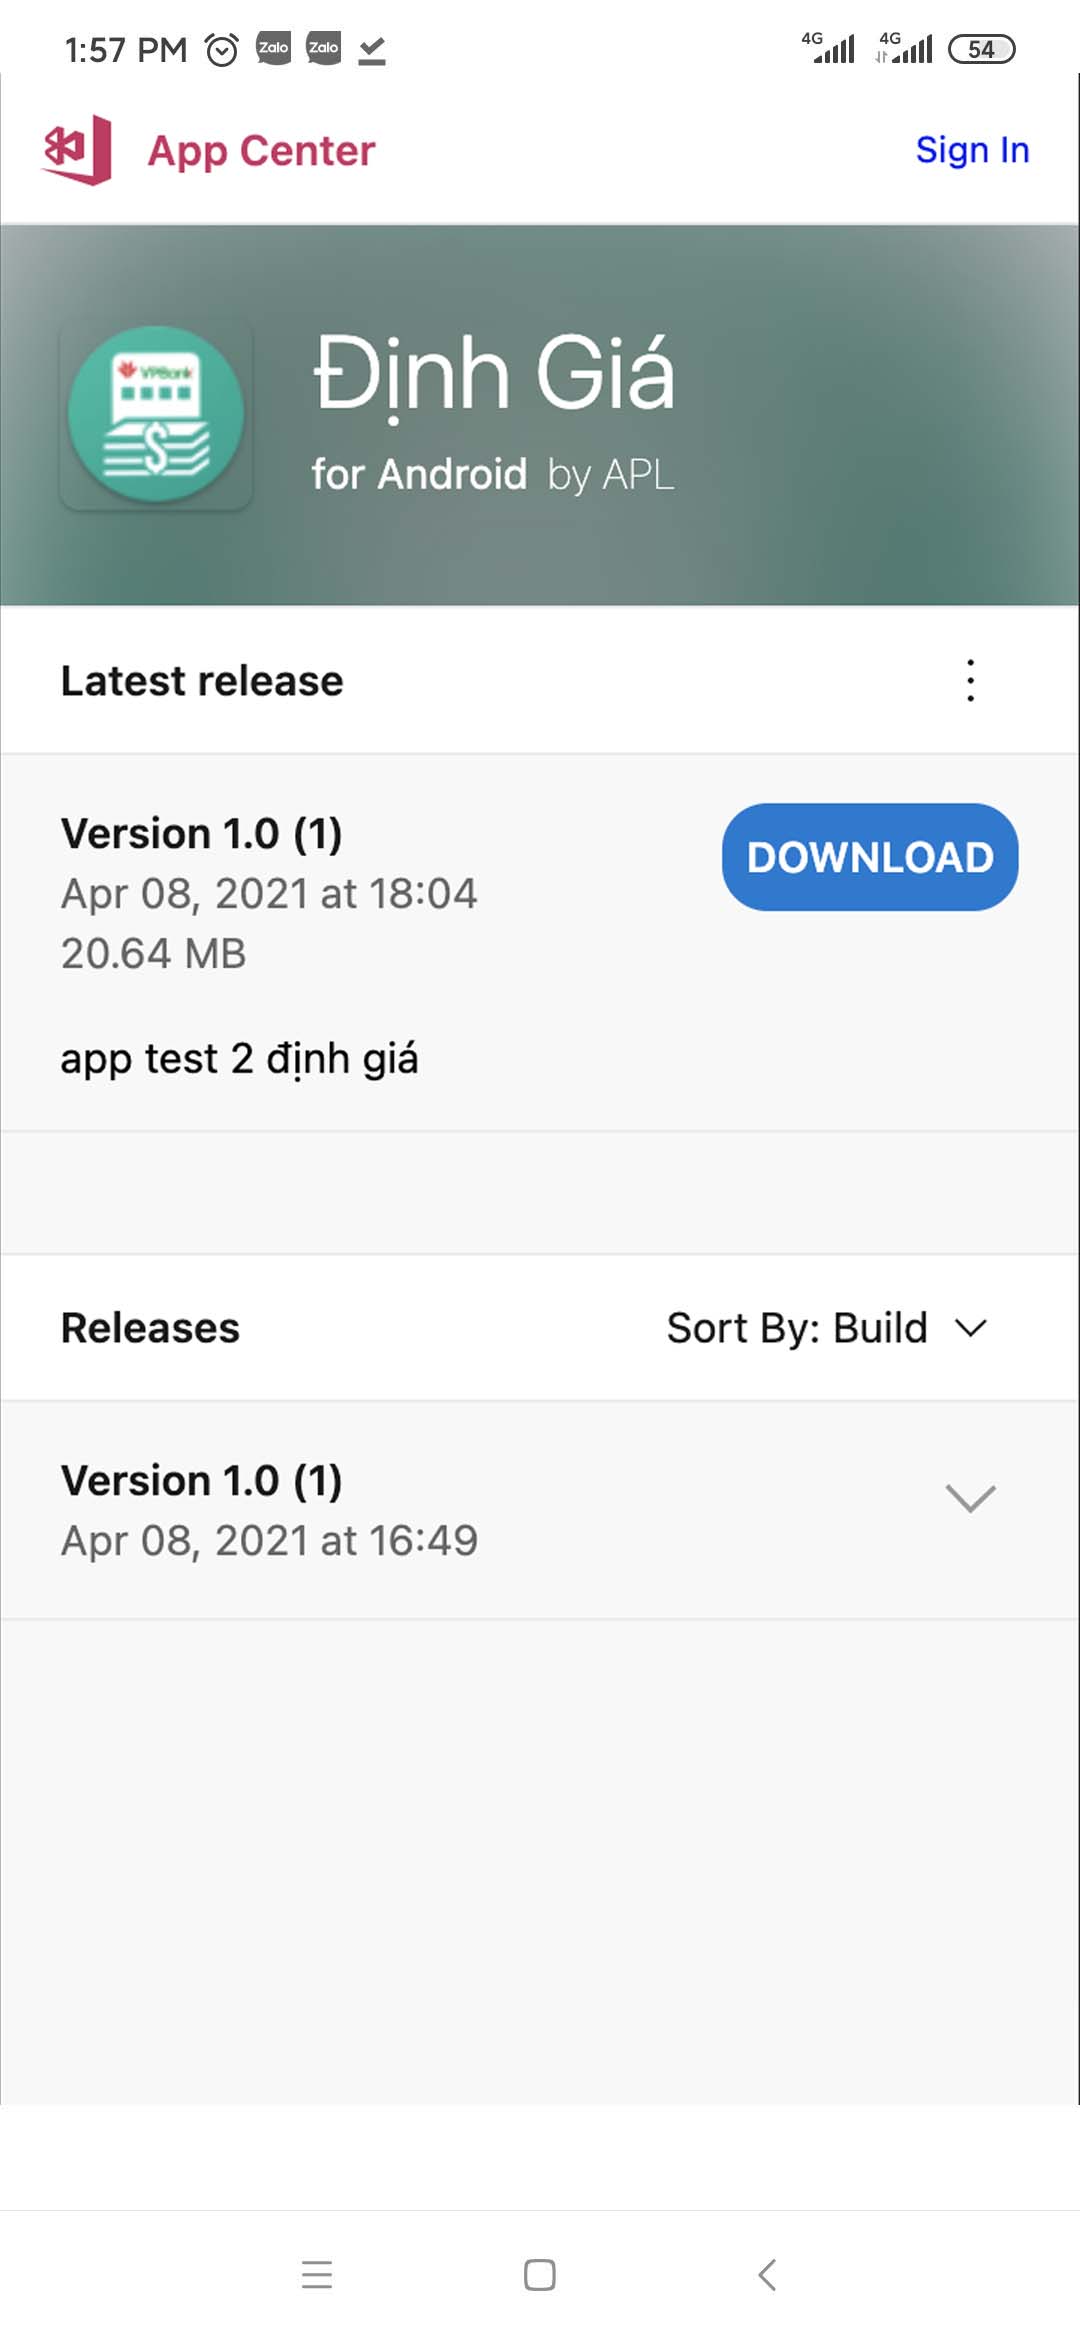 1:57 PM Zalo Zalo 4G 4G 54
App Center Sign In
VPBank
Định Giá
for Android by APL
Latest release
Version 1.0 (1)
DOWNLOAD
Apr 08, 2021 at 18:04
20.64 MB
app test 2 định giá
Releases Sort By: Build
Version 1.0 (1)
Apr 08, 2021 at 16:49